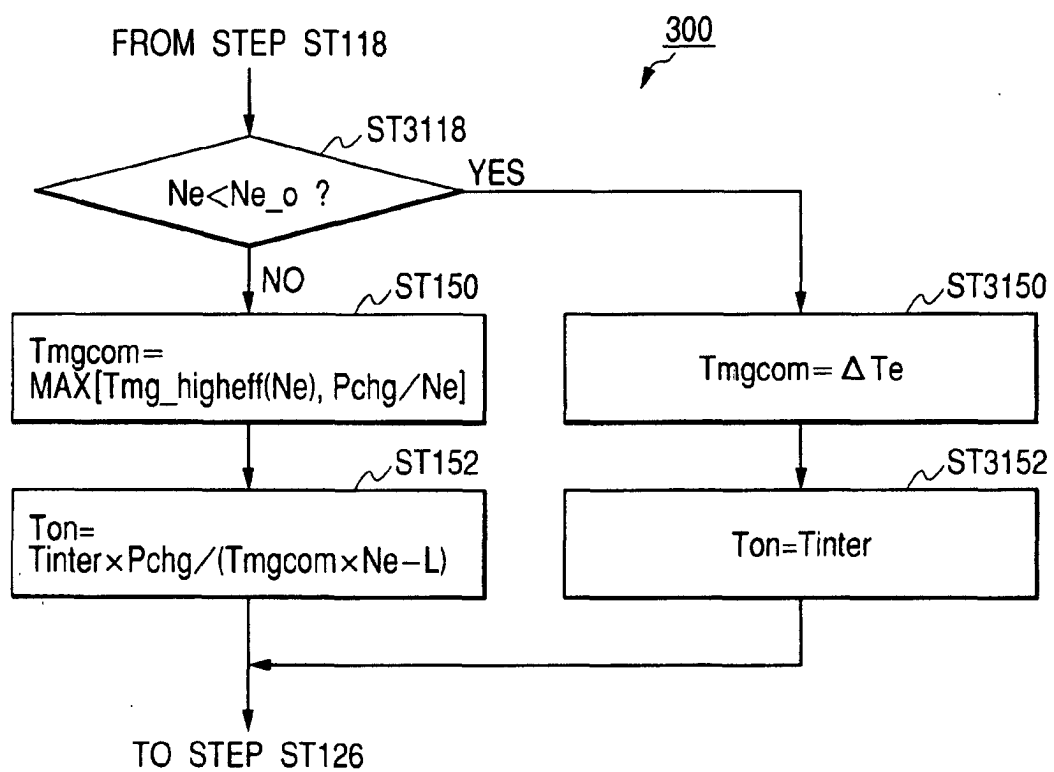 FROM STEP ST118
300
ST3118
Ne<Ne_o ?
YES
NO
ST150
Tmgcom=
MAX[Tmg_higheff(Ne), Pchg/Ne]
ST3150
Tmgcom=ΔTe
ST152
Ton=
Tinter×Pchg/(Tmgcom×Ne−L)
ST3152
Ton=Tinter
TO STEP ST126